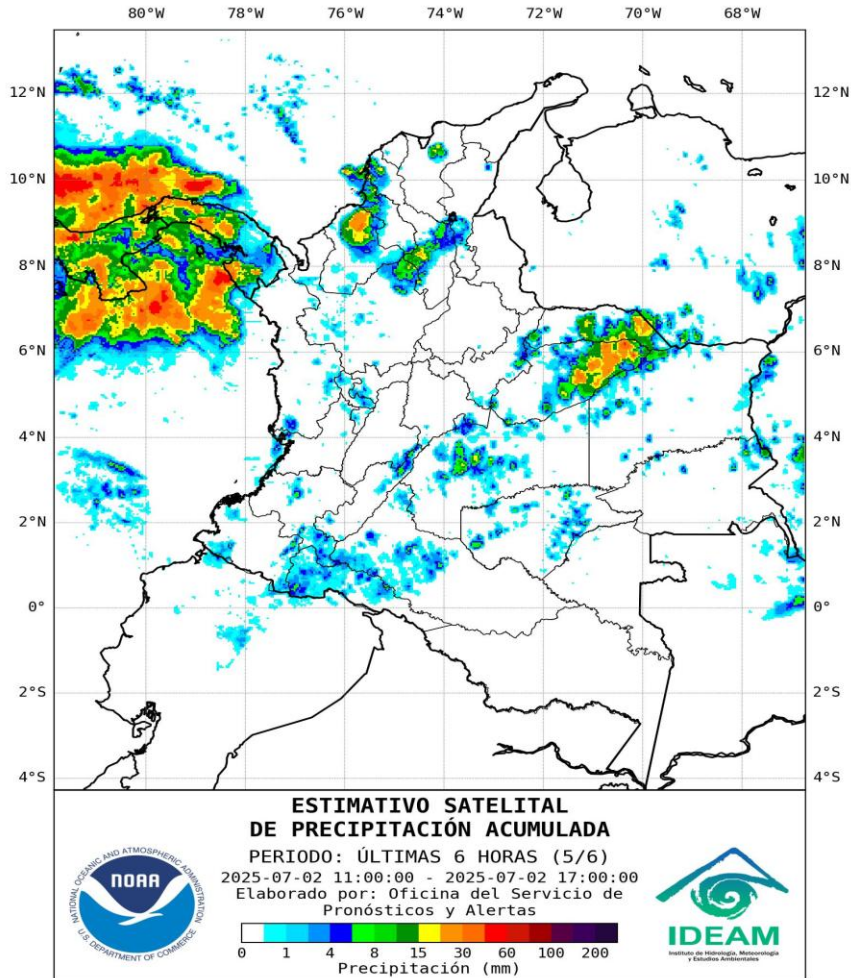 80°W 78°W 76°W 74°W 72°W 70°W 68°W
12°N 12°N
10°N 10°N
8°N 8°N
6°N 6°N
4°N 4°N
2°N 2°N
0° 0°
2°S 2°S
4°S 4°S
ESTIMATIVO SATELITAL
DE PRECIPITACIÓN ACUMULADA
PERIODO: ÚLTIMAS 6 HORAS (5/6)
2025-07-02 11:00:00 - 2025-07-02 17:00:00
Elaborado por: Oficina del Servicio de
Pronósticos y Alertas
0 1 4 8 15 30 60 100 200
Precipitación (mm)
NATIONAL OCEANIC AND ATMOSPHERIC ADMINISTRATION
NOAA
U.S. DEPARTMENT OF COMMERCE
IDEAM
Instituto de Hidrología, Meteorología
y Estudios Ambientales